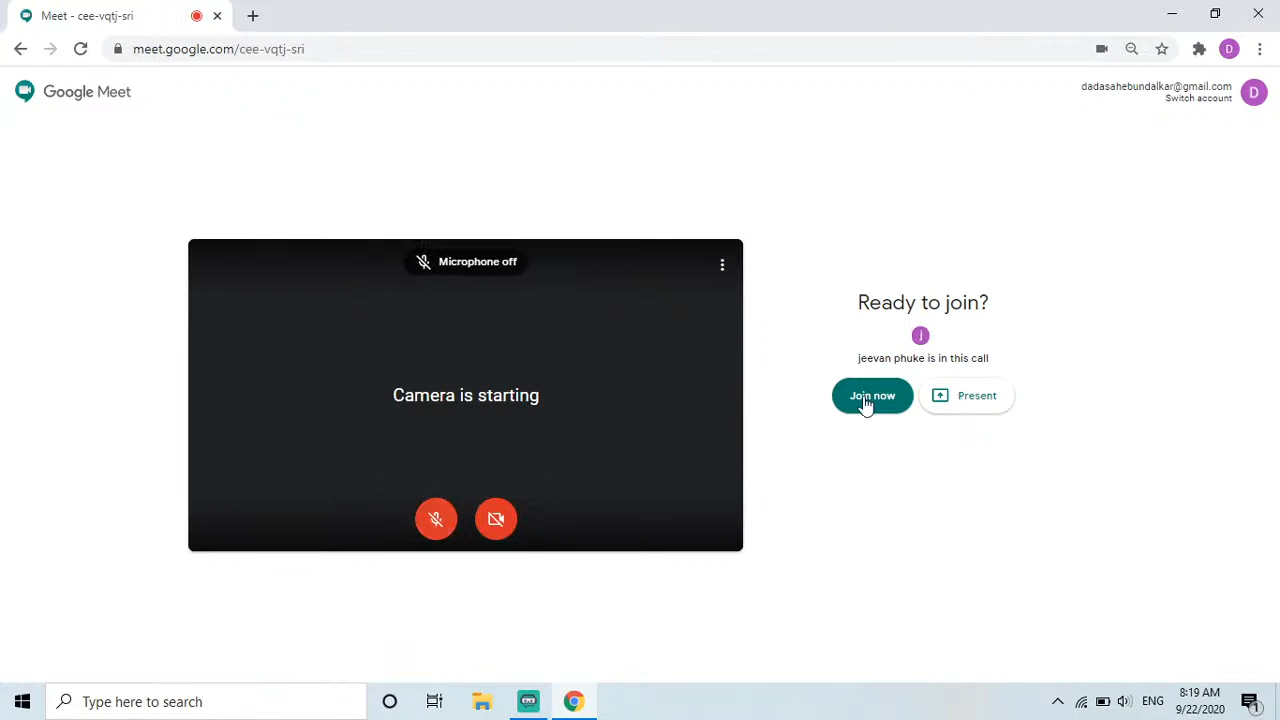 Meet - cee-vqtj-sri
meet.google.com/cee-vqtj-sri
D
Google Meet
dadasahebundalkar@gmail.com
Switch account
D
Microphone off
Camera is starting
Ready to join?
J
jeevan phuke is in this call
Join now
Present
Type here to search
ENG
8:19 AM
9/22/2020
1